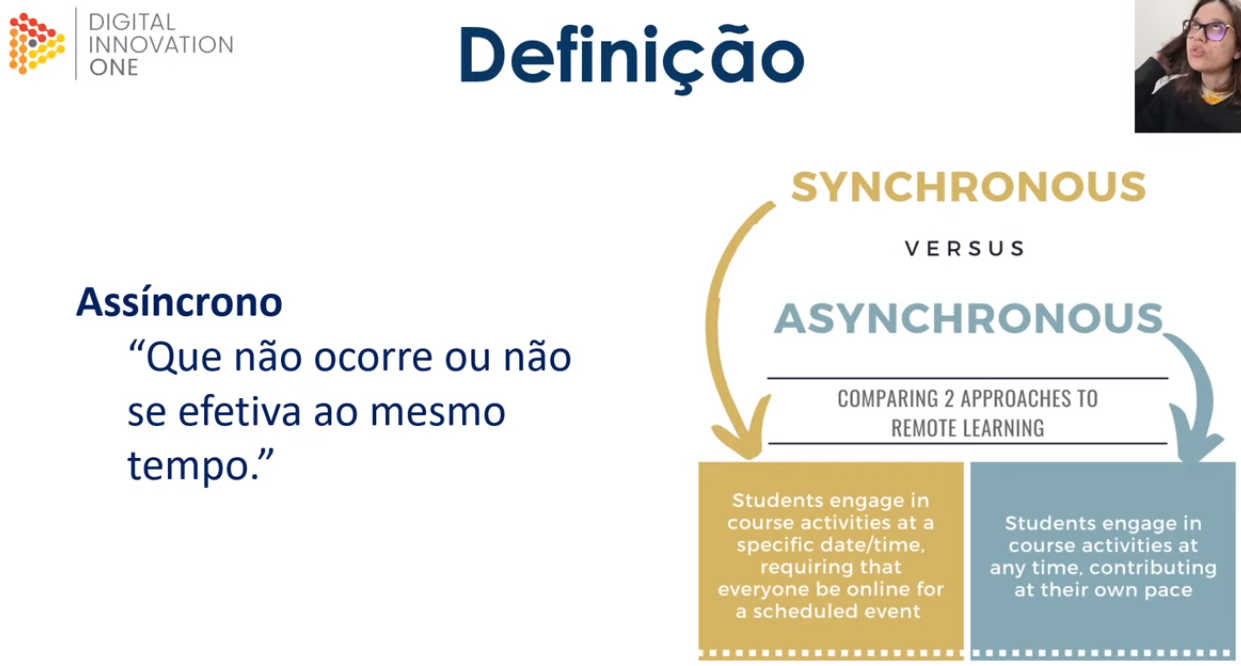 DIGITAL
INNOVATION
ONE
Definição
Assíncrono
“Que não ocorre ou não
se efetiva ao mesmo
tempo.”
SYNCHRONOUS
VERSUS
ASYNCHRONOUS
COMPARING 2 APPROACHES TO
REMOTE LEARNING
Students engage in
course activities at a
specific date/time,
requiring that
everyone be online for
a scheduled event
Students engage in
course activities at
any time, contributing
at their own pace